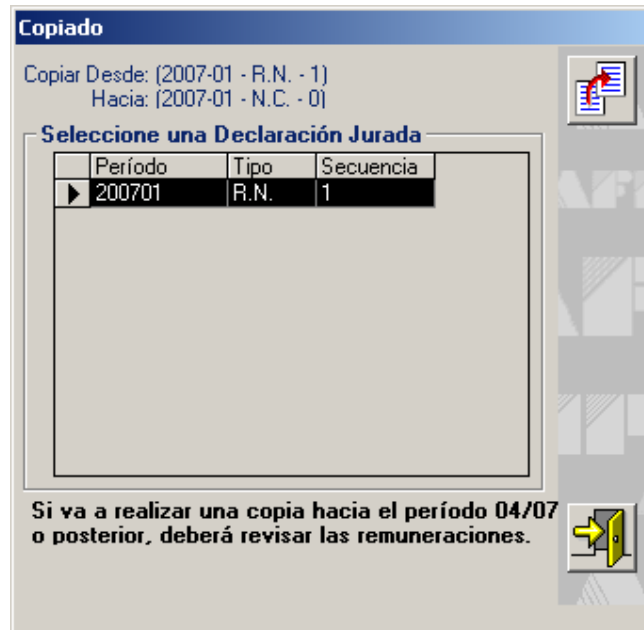 Copiado
Copiar Desde: (2007-01 - R.N. - 1)
Hacia: (2007-01 - N.C. - 0)
Seleccione una Declaración Jurada
Período Tipo Secuencia
200701 R.N. 1
Si va a realizar una copia hacia el período 04/07
o posterior, deberá revisar las remuneraciones.